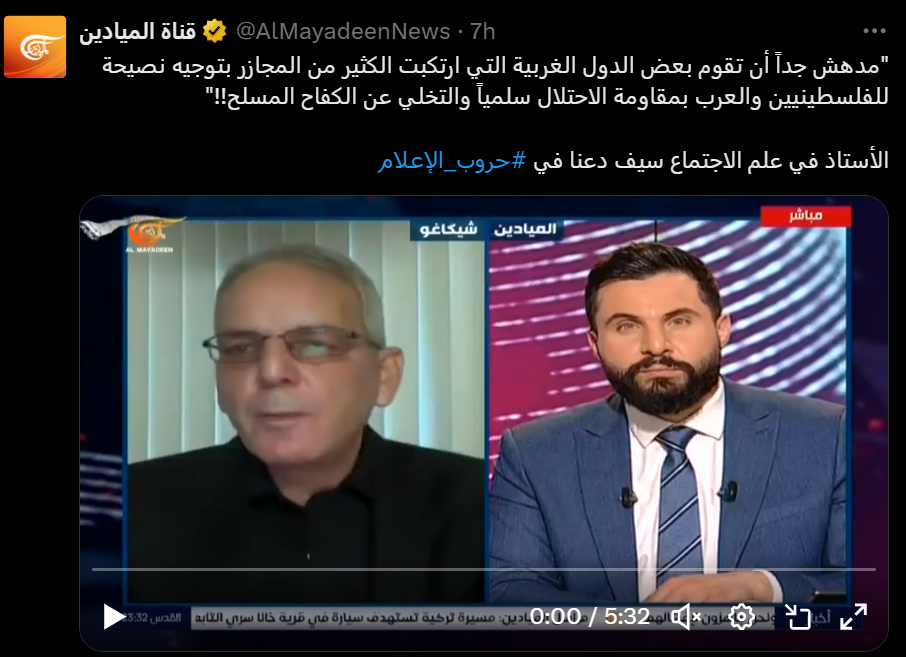 قناة الميادين @AlMayadeenNews · 7h
"مدهش جداً أن تقوم بعض الدول الغربية التي ارتكبت الكثير من المجازر بتوجيه نصيحة
للفلسطينيين والعرب بمقاومة الاحتلال سلمياً والتخلي عن الكفاح المسلح!!"
الأستاذ في علم الاجتماع سيف دعنا في #حروب_الإعلام
مباشر
الميادين
شيكاغو
AL MAYADEEN
0:00 / 5:32
مسيرة تركية تستهدف سيارة في قرية خانا سري التابعة
القدس 23:32